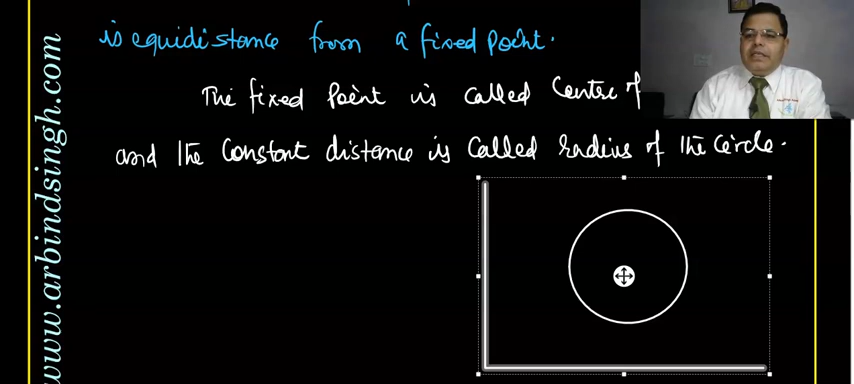 is equidistance from a fixed point.
The fixed point is called Centre of
and the constant distance is called radius of the circle.
www.arbindsingh.com